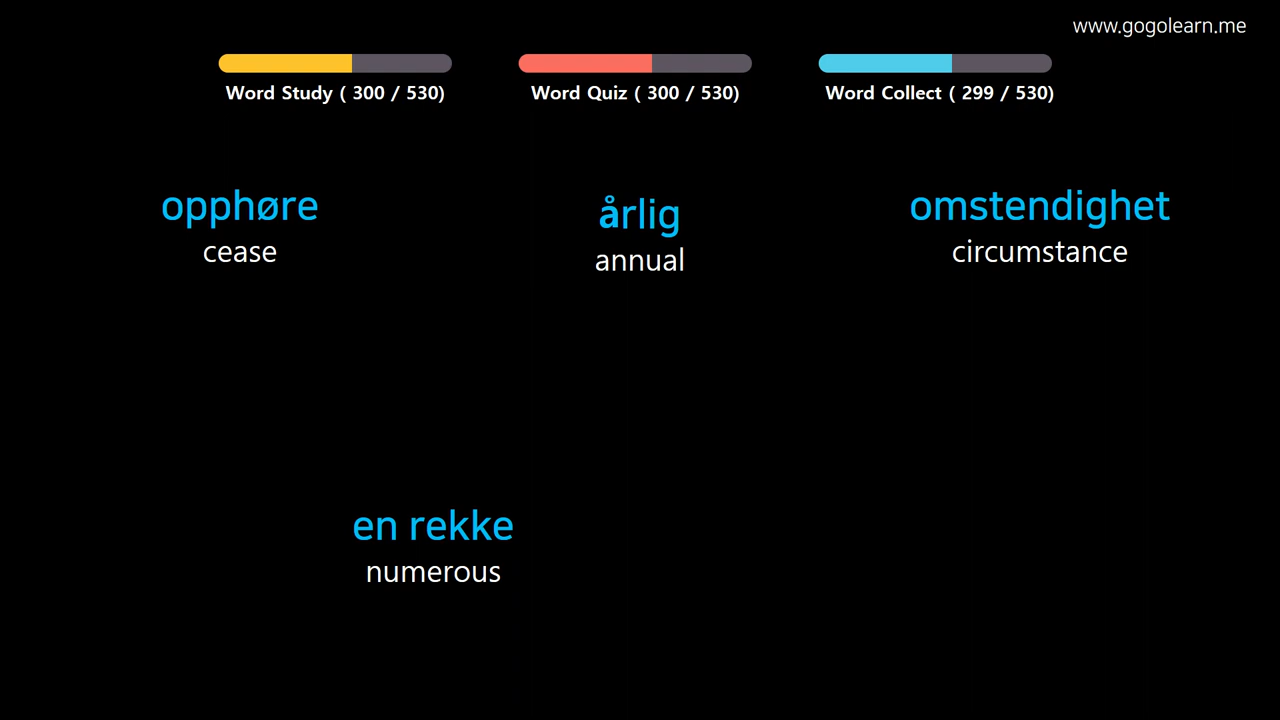 www.gogolearn.me
Word Study ( 300 / 530)
Word Quiz ( 300 / 530)
Word Collect ( 299 / 530)
opphøre
cease
årlig
annual
omstendighet
circumstance
en rekke
numerous